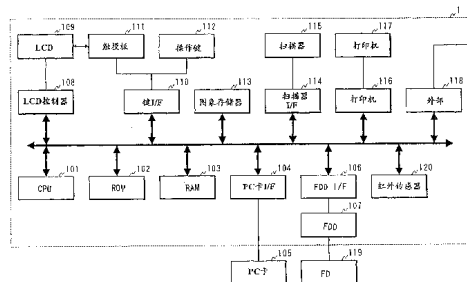 109 111 112 115 117 1
LCD 触摸板 操作键 扫描器 打印机
108 110 113 114 116 118
LCD控制器 键I/F 图象存储器 扫描器 I/F 打印机 外部
101 102 103 104 106 120
CPU ROM RAM PC卡I/F FDD I/F 红外传感器
107
FDD
105 119
PC卡 FD